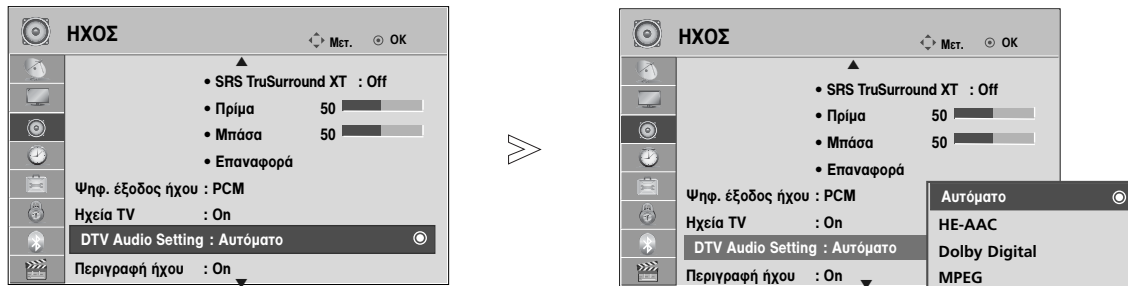 ΗΧΟΣ
Μετ. OK
• SRS TruSurround XT : Off
• Πρίμα 50
• Μπάσα 50
• Επαναφορά
Ψηφ. έξοδος ήχου : PCM
Ηχεία TV : On
DTV Audio Setting : Αυτόματο
Περιγραφή ήχου : On
ΗΧΟΣ
Μετ. OK
• SRS TruSurround XT : Off
• Πρίμα 50
• Μπάσα 50
• Επαναφορά
Ψηφ. έξοδος ήχου : PCM
Ηχεία TV : On
DTV Audio Setting : Αυτόματο
Περιγραφή ήχου : On
Αυτόματο
HE-AAC
Dolby Digital
MPEG